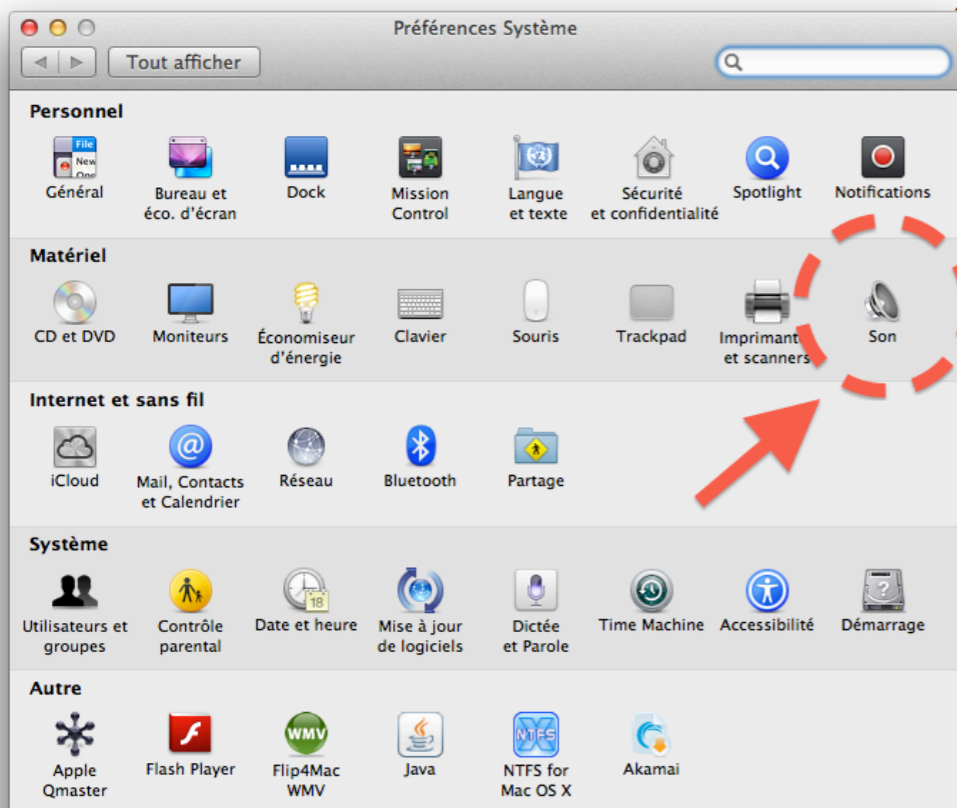 Préférences Système
Tout afficher
Personnel
File
New
One
Général
Bureau et
éco. d'écran
Dock
Mission
Control
Langue
et texte
Sécurité
et confidentialité
Spotlight
Notifications
Matériel
CD et DVD
Moniteurs
Économiseur
d'énergie
Clavier
Souris
Trackpad
Imprimantes
et scanners
Son
Internet et sans fil
iCloud
@
Mail, Contacts
et Calendrier
Réseau
Bluetooth
Partage
Système
Utilisateurs et
groupes
Contrôle
parental
18
Date et heure
Mise à jour
de logiciels
Dictée
et Parole
Time Machine
Accessibilité
?
Démarrage
Autre
Apple
Qmaster
Flash Player
WMV
Flip4Mac
WMV
Java
NTFS
NTFS for
Mac OS X
Akamai